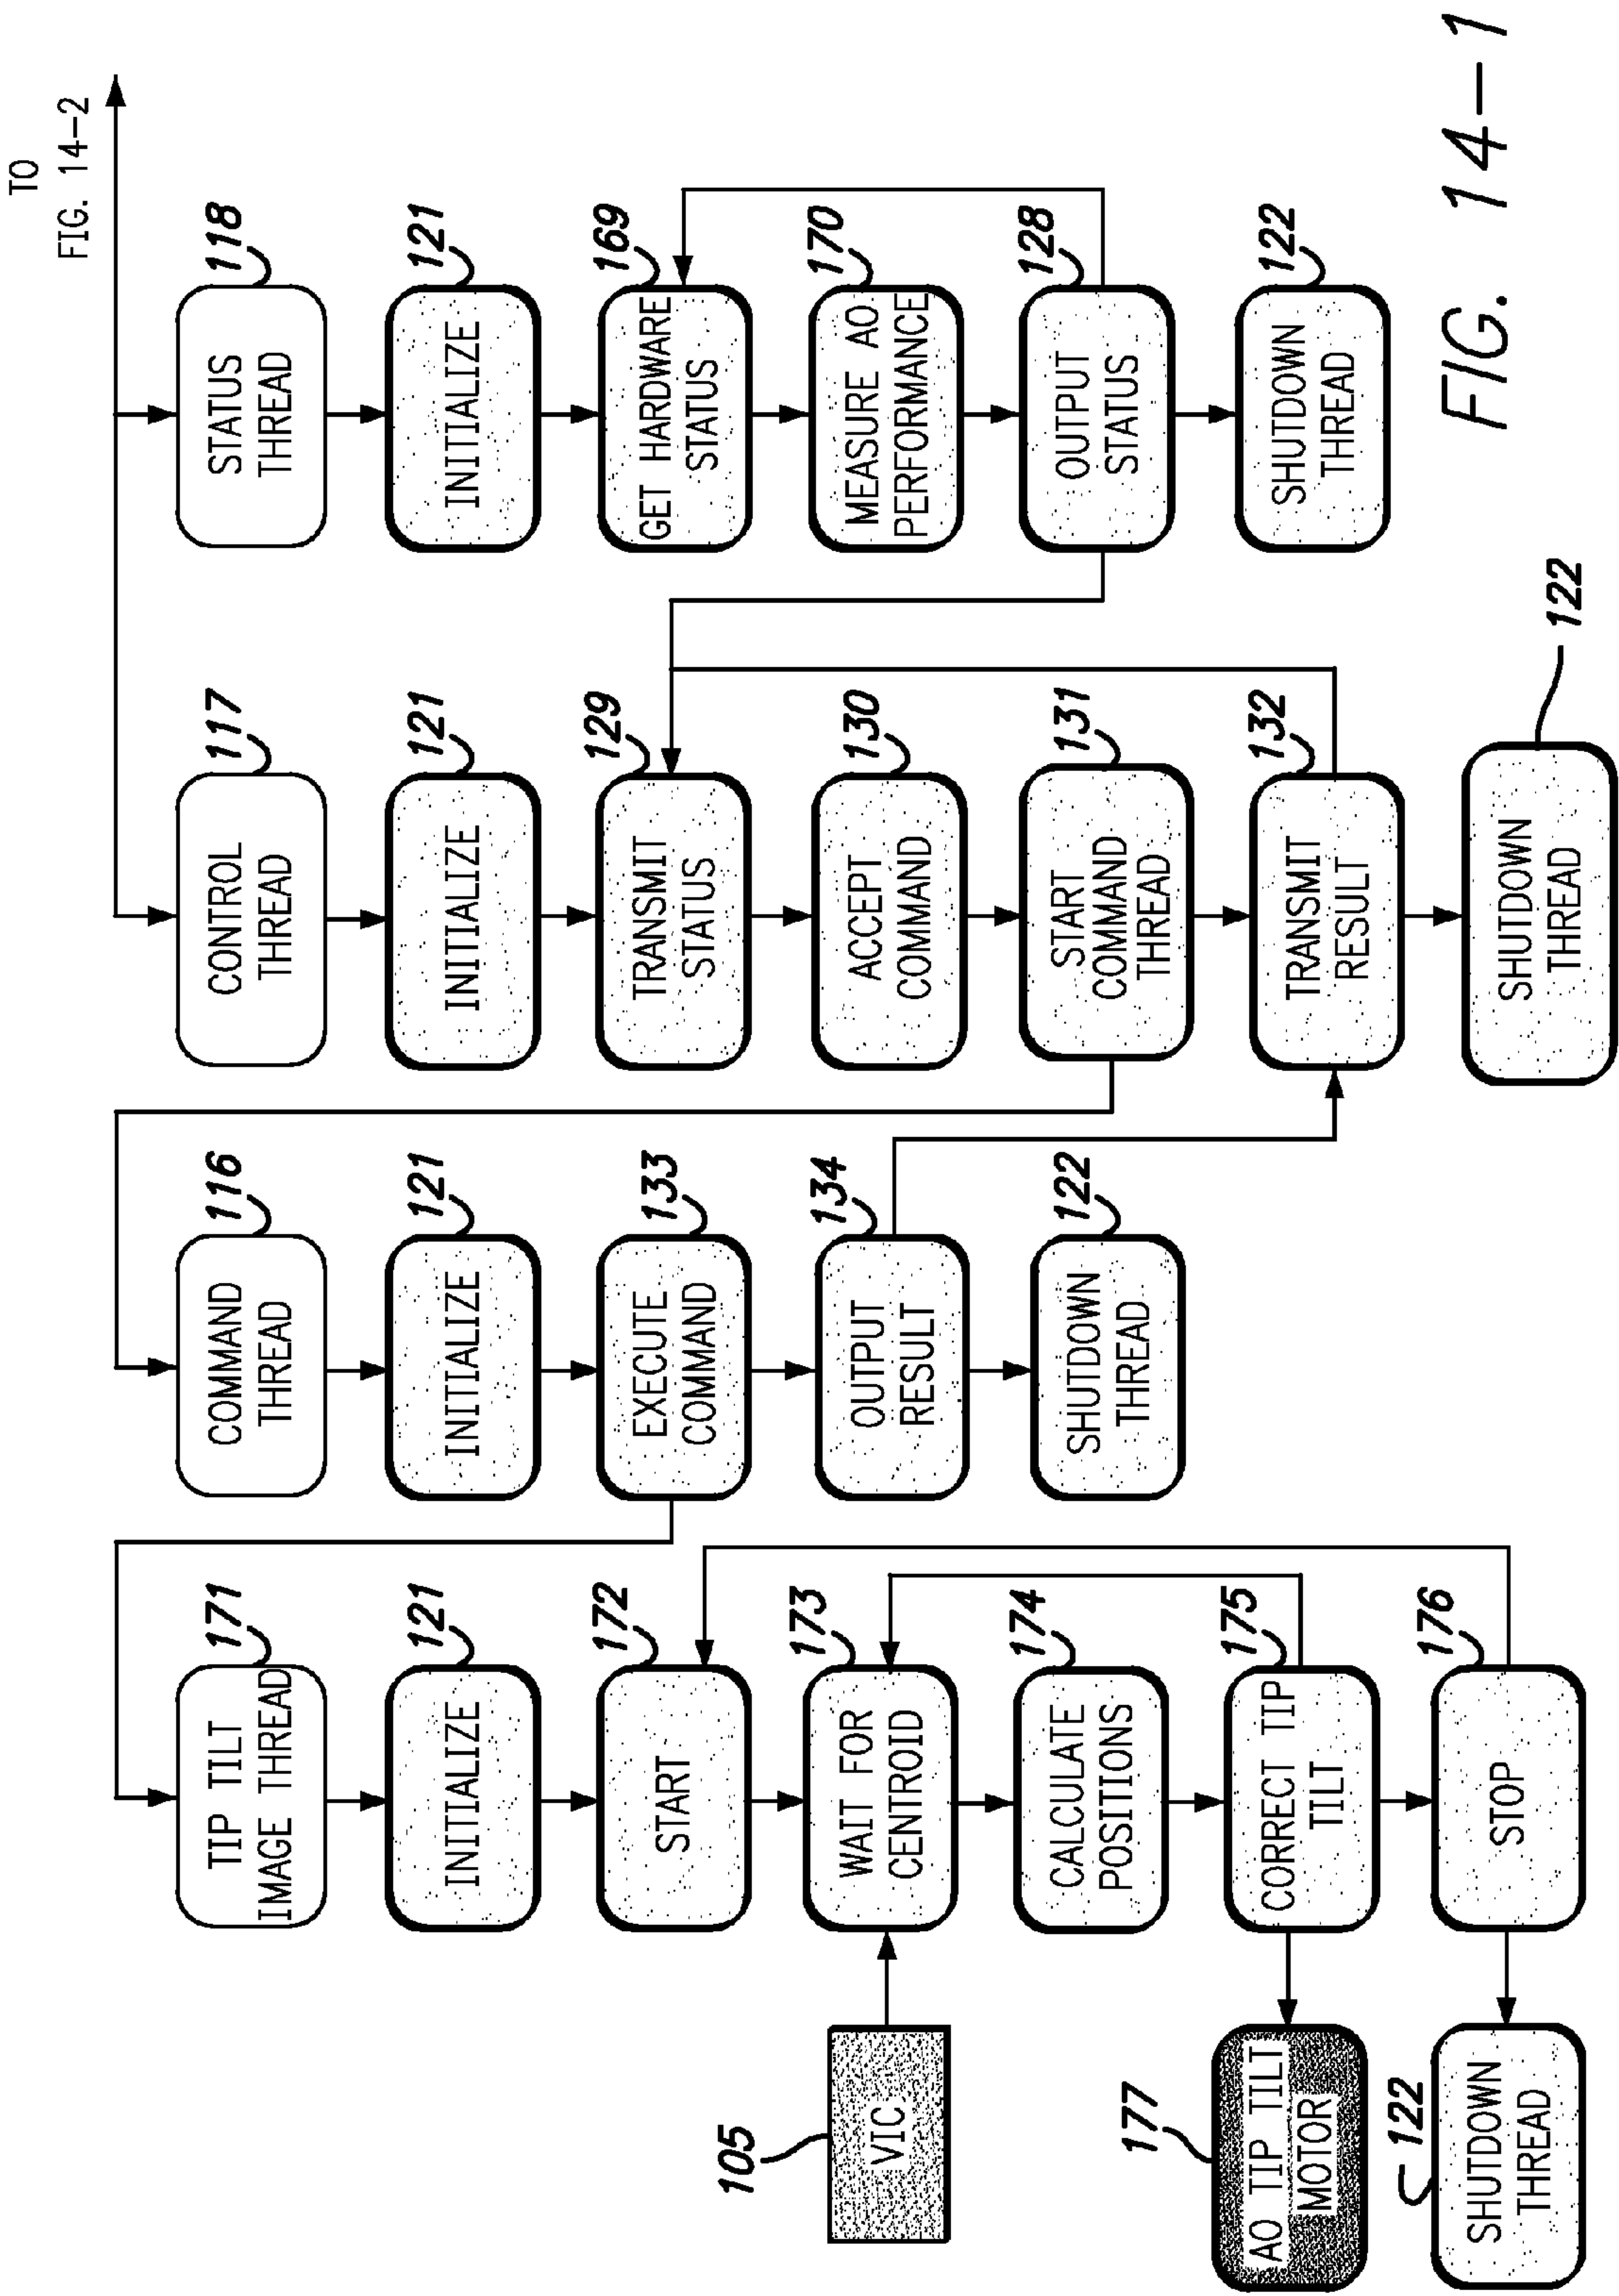 TO
FIG. 14-2
118
STATUS
THREAD
121
INITIALIZE
169
GET HARDWARE
STATUS
170
MEASURE AO
PERFORMANCE
128
OUTPUT
STATUS
122
SHUTDOWN
THREAD
117
CONTROL
THREAD
121
INITIALIZE
129
TRANSMIT
STATUS
130
ACCEPT
COMMAND
131
START
COMMAND
THREAD
132
TRANSMIT
RESULT
122
SHUTDOWN
THREAD
116
COMMAND
THREAD
121
INITIALIZE
133
EXECUTE
COMMAND
134
OUTPUT
RESULT
122
SHUTDOWN
THREAD
171
TIP TILT
IMAGE THREAD
121
INITIALIZE
172
START
173
WAIT FOR
CENTROID
174
CALCULATE
POSITIONS
175
CORRECT TIP
TILT
176
STOP
105
VIC
177
AO TIP TILT
MOTOR
122
SHUTDOWN
THREAD
FIG. 14-1